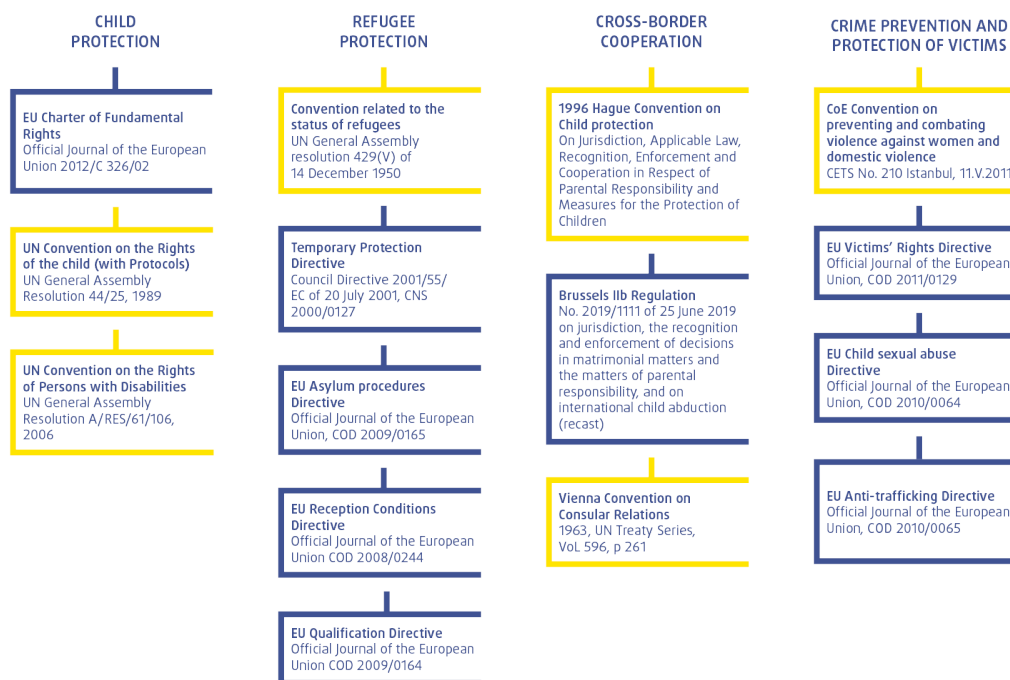 CHILD
PROTECTION
EU Charter of Fundamental
Rights
Official Journal of the European
Union 2012/C 326/02
UN Convention on the Rights
of the child (with Protocols)
UN General Assembly
Resolution 44/25, 1989
UN Convention on the Rights
of Persons with Disabilities
UN General Assembly
Resolution A/RES/61/106,
2006
REFUGEE
PROTECTION
Convention related to the
status of refugees
UN General Assembly
resolution 429(V) of
14 December 1950
Temporary Protection
Directive
Council Directive 2001/55/
EC of 20 July 2001, CNS
2000/0127
EU Asylum procedures
Directive
Official Journal of the European
Union, COD 2009/0165
EU Reception Conditions
Directive
Official Journal of the European
Union COD 2008/0244
EU Qualification Directive
Official Journal of the European
Union COD 2009/0164
CROSS-BORDER
COOPERATION
1996 Hague Convention on
Child protection
On Jurisdiction, Applicable Law,
Recognition, Enforcement and
Cooperation in Respect of
Parental Responsibility and
Measures for the Protection of
Children
Brussels IIb Regulation
No. 2019/1111 of 25 June 2019
on jurisdiction, the recognition
and enforcement of decisions
in matrimonial matters and
the matters of parental
responsibility, and on
international child abduction
(recast)
Vienna Convention on
Consular Relations
1963, UN Treaty Series,
Vol. 596, p 261
CRIME PREVENTION AND
PROTECTION OF VICTIMS
CoE Convention on
preventing and combating
violence against women and
domestic violence
CETS No. 210 Istanbul, 11.V.2011
EU Victims' Rights Directive
Official Journal of the European
Union, COD 2011/0129
EU Child sexual abuse
Directive
Official Journal of the European
Union, COD 2010/0064
EU Anti-trafficking Directive
Official Journal of the European
Union, COD 2010/0065